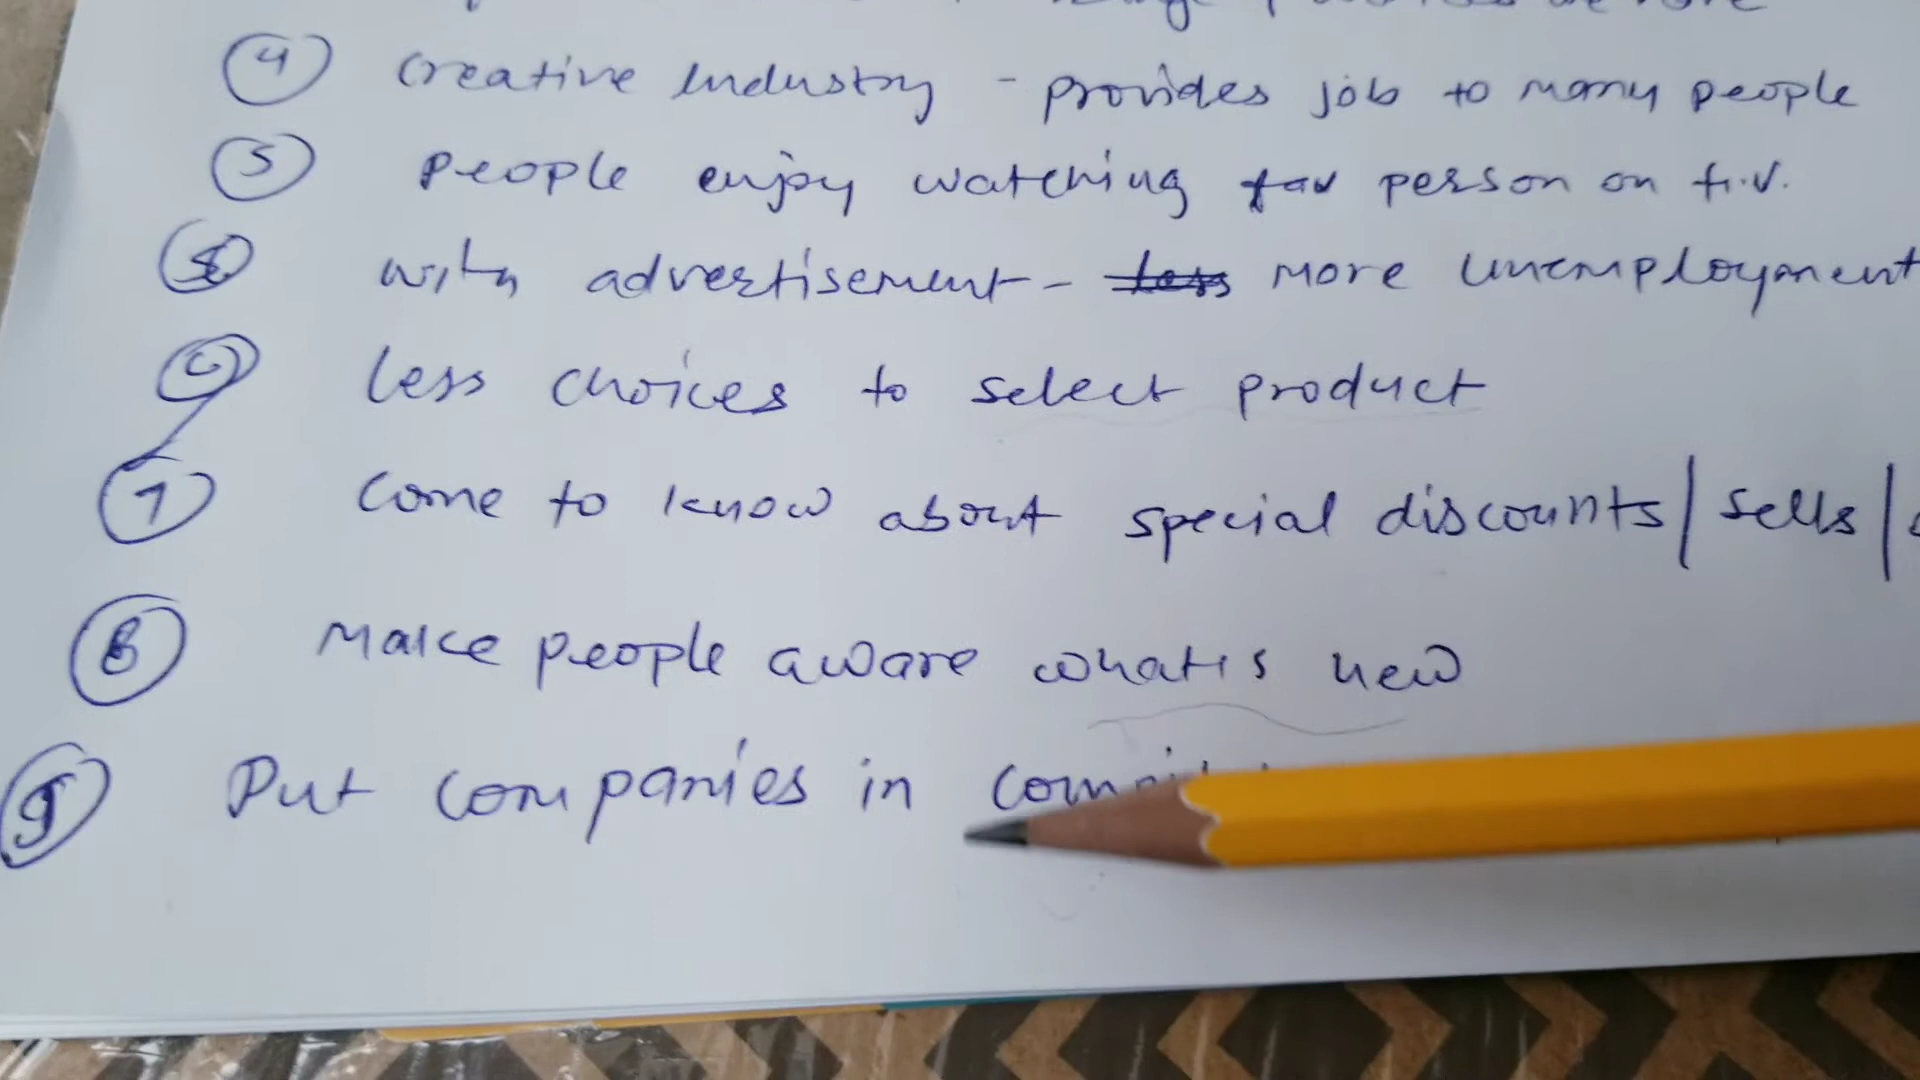 4 Creative Industry - provides job to many people
5 People enjoy watching fav person on t.v.
with advertisement - less more unemployment
6 Less choices to select product
7 Come to know about special discounts / sells /
8 Make people aware what is new
9 Put companies in